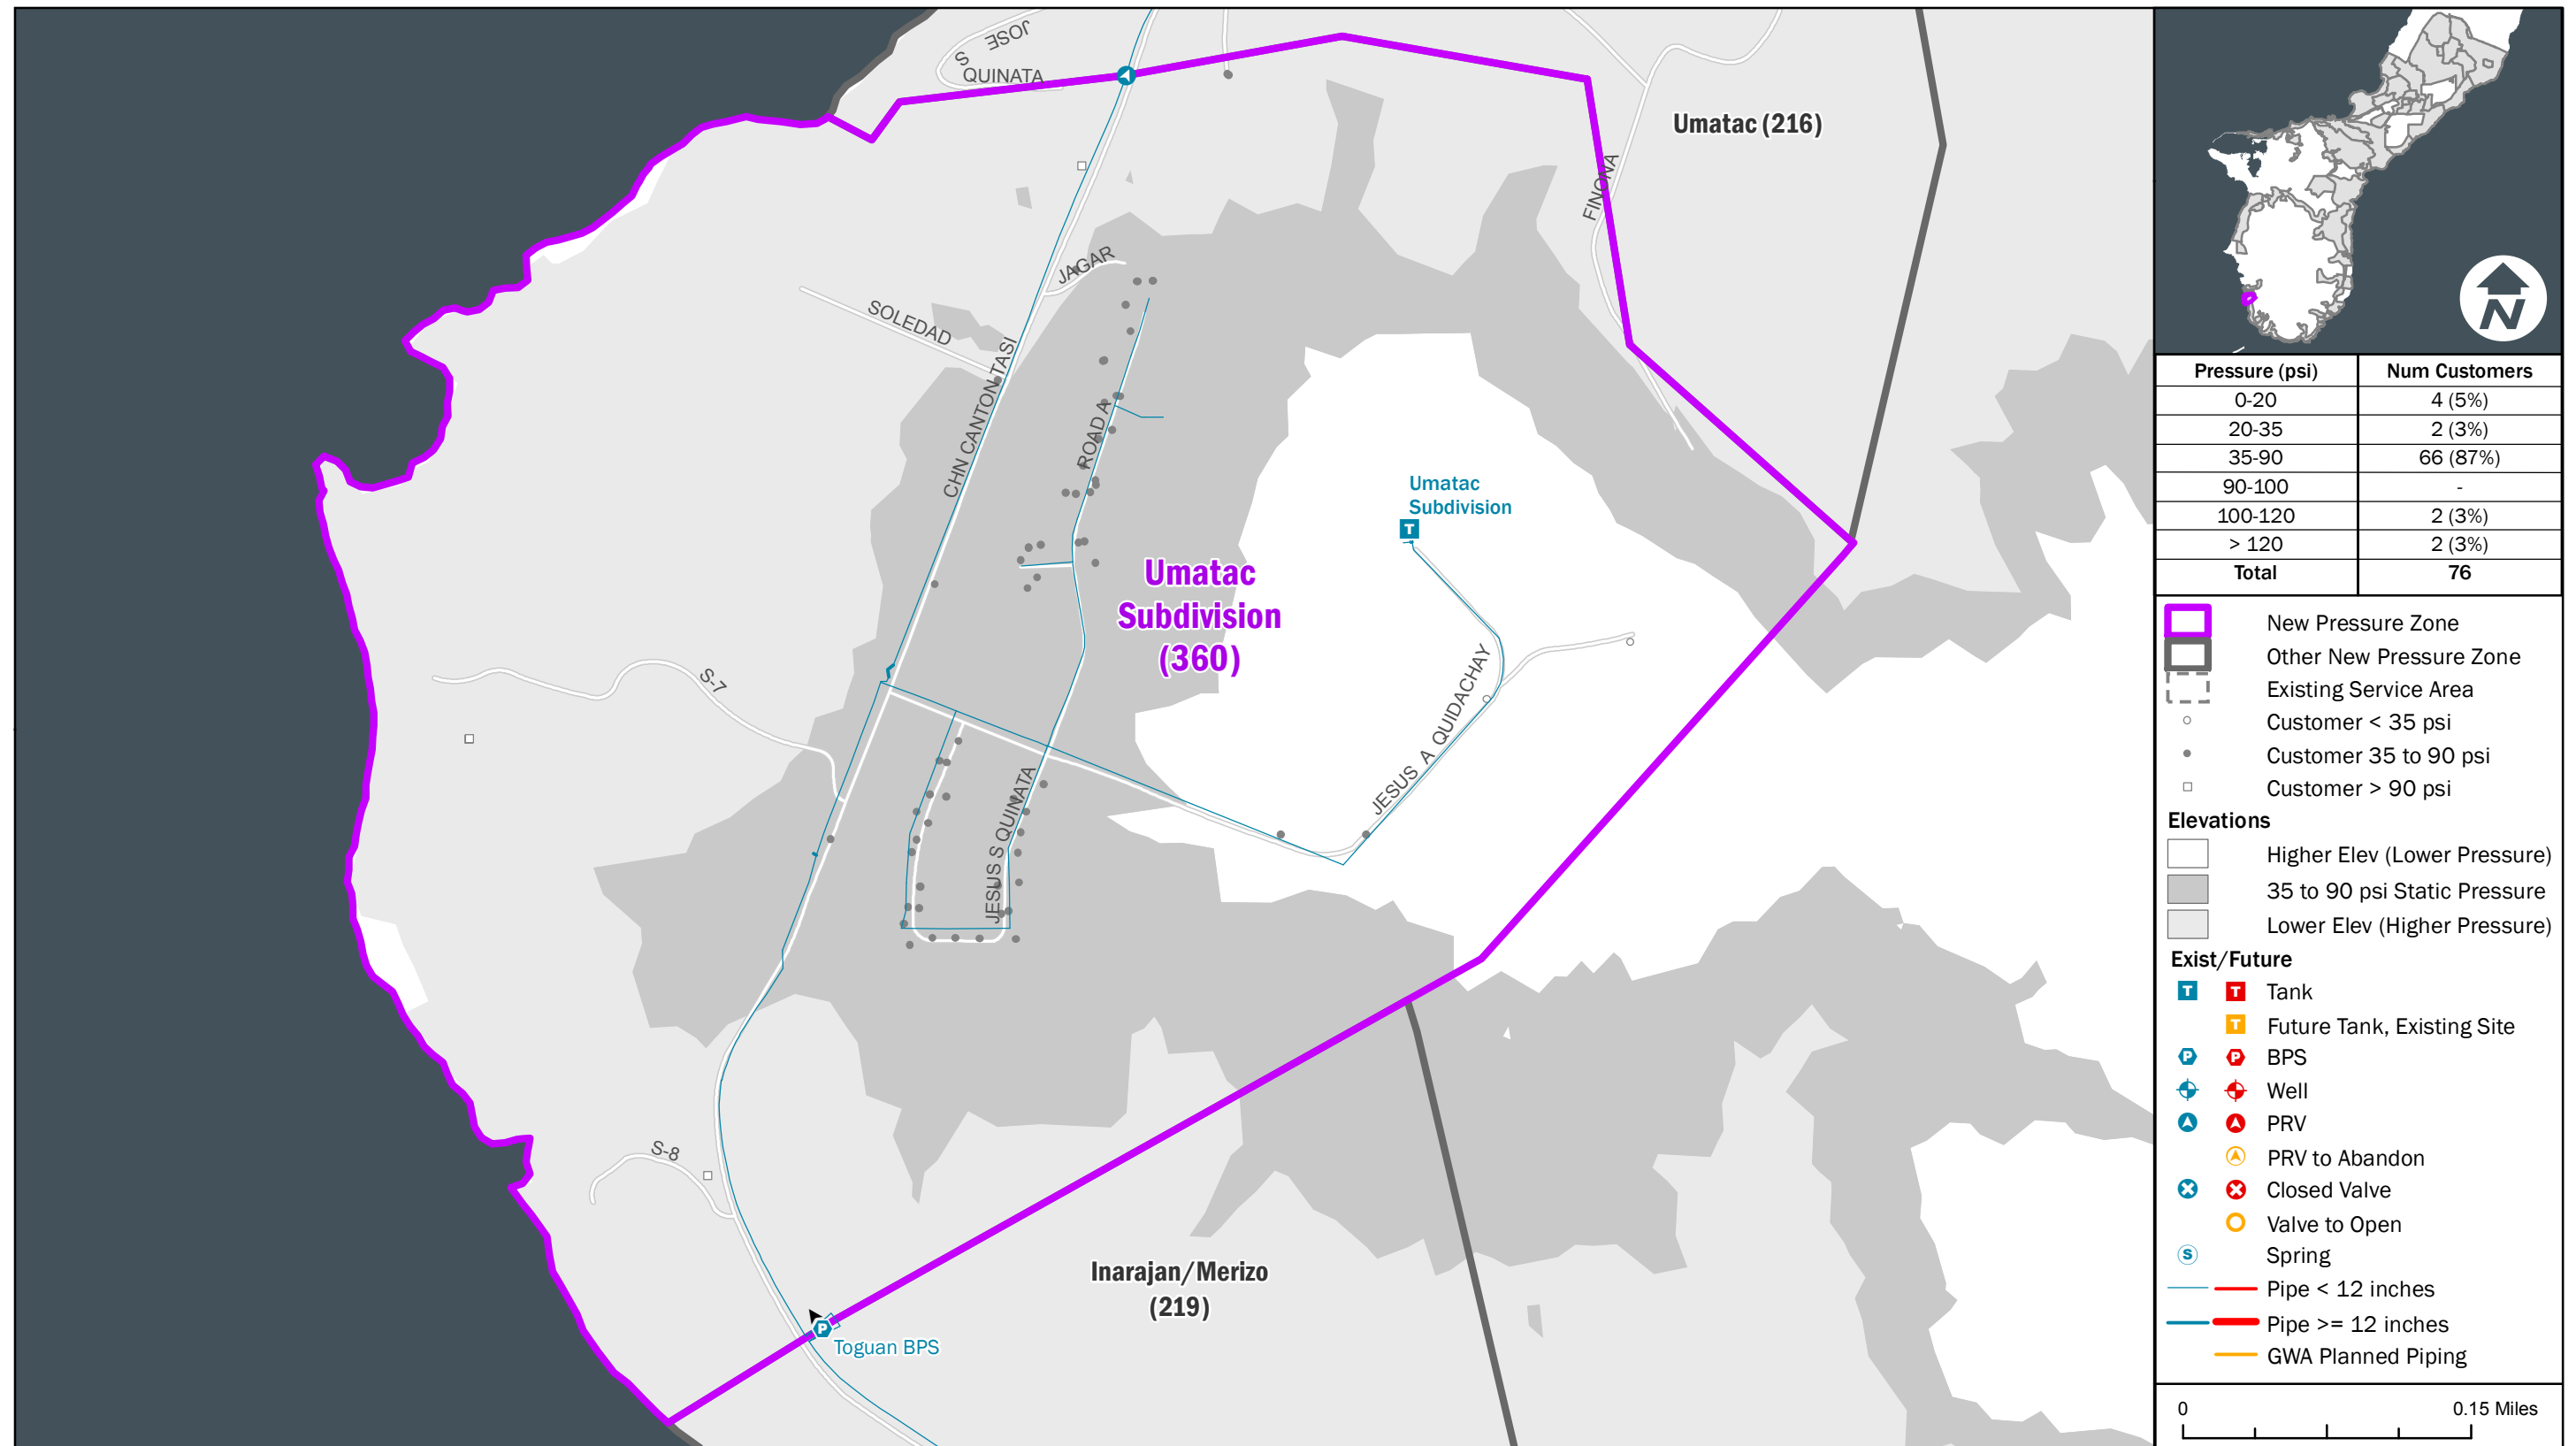 JOSE
S
QUINATA
Umatac (216)
FINONA
JAGAR
SOLEDAD
CHN CANTON TASI
ROAD A
Umatac
Subdivision
T
Umatac
Subdivision
(360)
S-7
JESUS A QUIDACHAY
JESUS S QUINATA
S-8
Inarajan/Merizo
(219)
P
Toguan BPS
N
Pressure (psi) Num Customers
0-20 4 (5%)
20-35 2 (3%)
35-90 66 (87%)
90-100 -
100-120 2 (3%)
> 120 2 (3%)
Total 76
New Pressure Zone
Other New Pressure Zone
Existing Service Area
Customer < 35 psi
Customer 35 to 90 psi
Customer > 90 psi
Elevations
Higher Elev (Lower Pressure)
35 to 90 psi Static Pressure
Lower Elev (Higher Pressure)
Exist/Future
T T Tank
T Future Tank, Existing Site
P P BPS
Well
PRV
PRV to Abandon
Closed Valve
Valve to Open
S Spring
Pipe < 12 inches
Pipe >= 12 inches
GWA Planned Piping
0 0.15 Miles